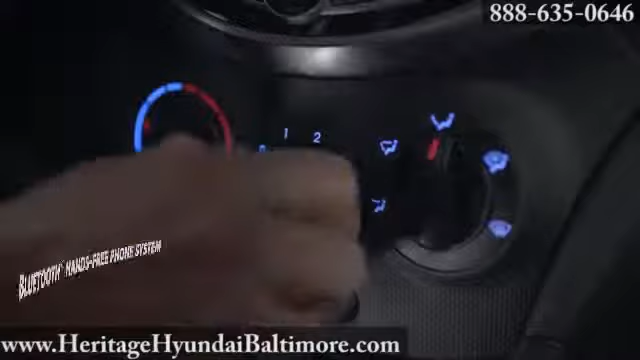 888-635-0646
1 2
BLUETOOTH® HANDS-FREE PHONE SYSTEM
www.HeritageHyundaiBaltimore.com